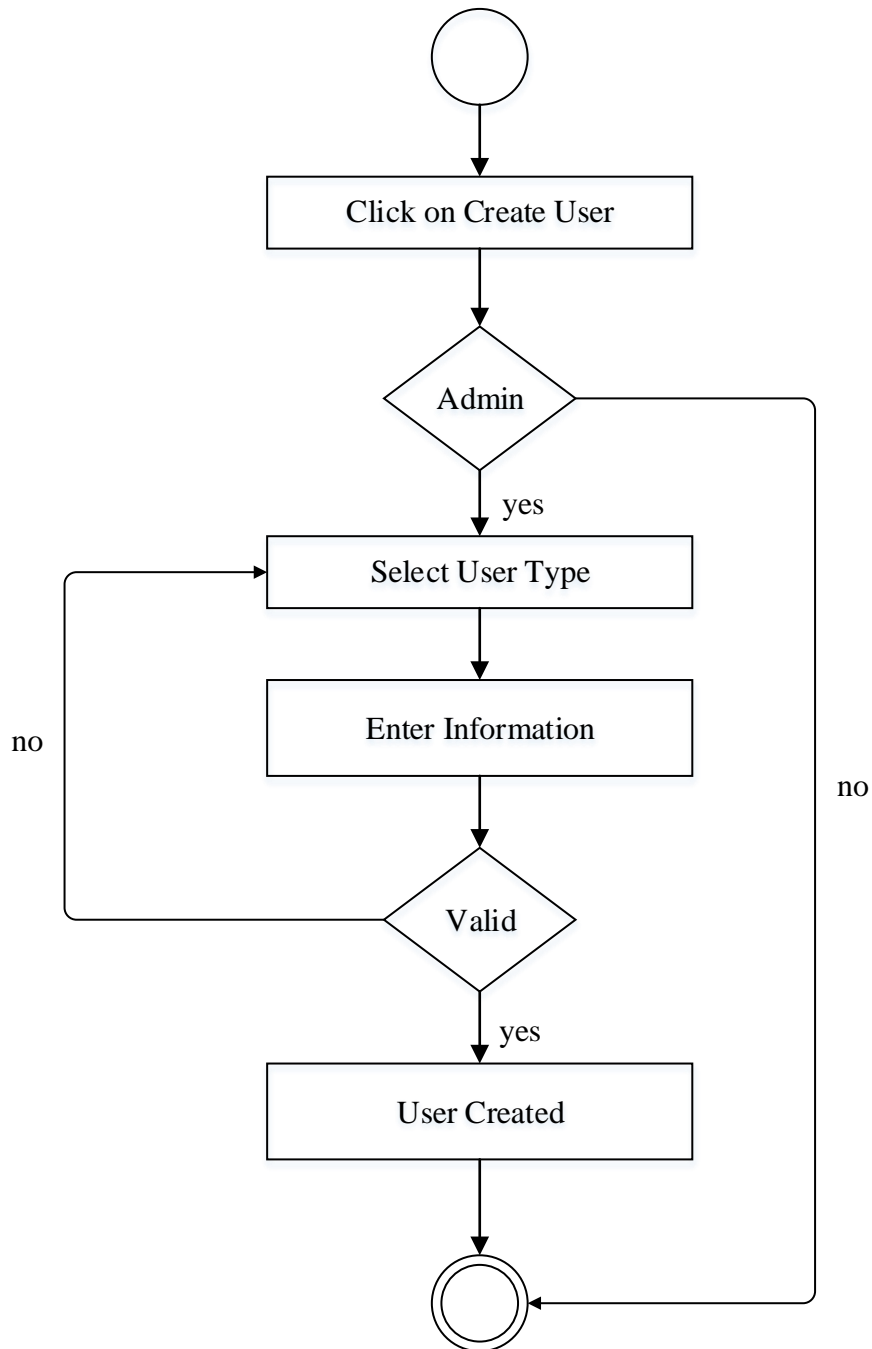 Click on Create User
Admin
yes
Select User Type
Enter Information
no
no
Valid
yes
User Created